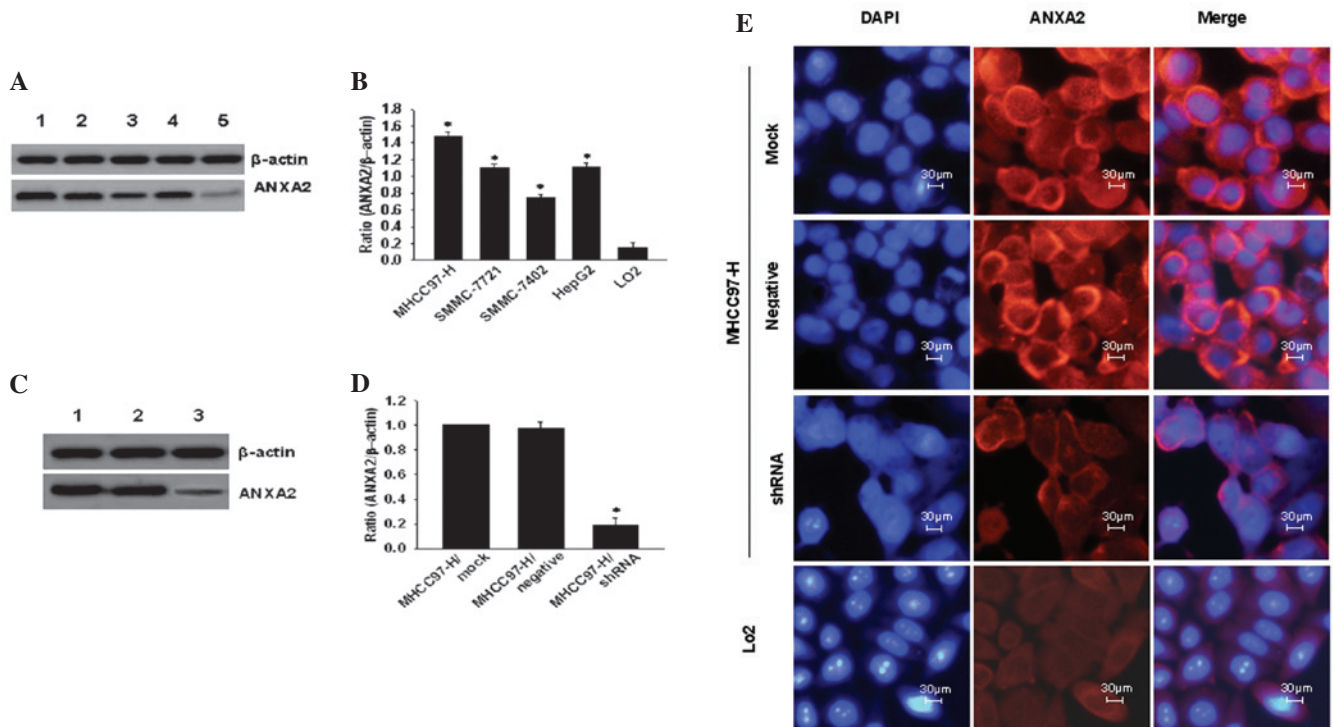 A
1 2 3 4 5
β-actin
ANXA2
B
Ratio (ANXA2/β-actin)
1.8
1.6
1.4
1.2
1.0
0.8
0.6
0.4
0.2
0.0
* * * *
MHCC97-H
SMMC-7721
SMMC-7402
HepG2
LO2
C
1 2 3
β-actin
ANXA2
D
Ratio (ANXA2/β-actin)
1.2
1.0
0.8
0.6
0.4
0.2
0.0
*
MHCC97-H/
mock
MHCC97-H/
negative
MHCC97-H/
shRNA
E
DAPI ANXA2 Merge
MHCC97-H
Mock
30µm 30µm 30µm
Negative
30µm 30µm 30µm
shRNA
30µm 30µm 30µm
Lo2
30µm 30µm 30µm